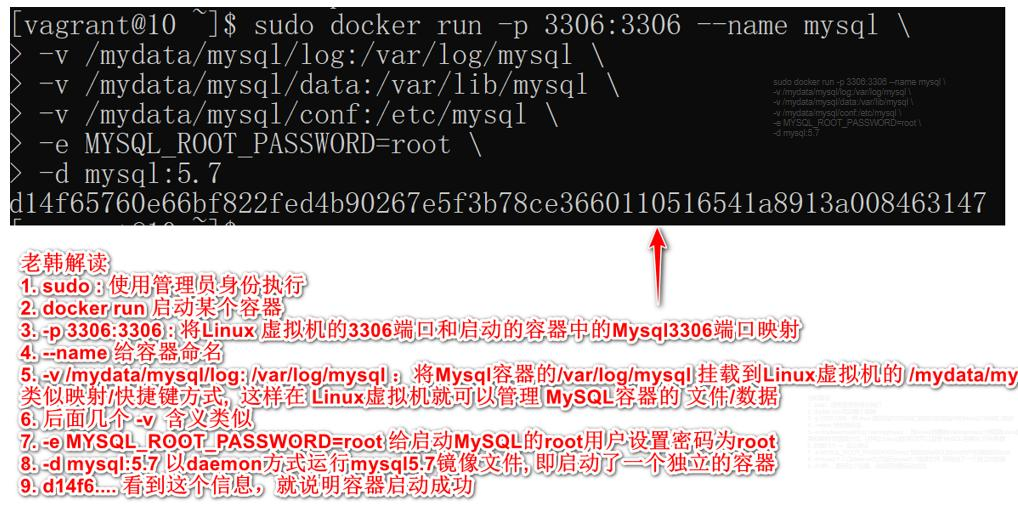 [vagrant@10 ~]$ sudo docker run -p 3306:3306 --name mysql \
> -v /mydata/mysql/log:/var/log/mysql \
> -v /mydata/mysql/data:/var/lib/mysql \
> -v /mydata/mysql/conf:/etc/mysql \
> -e MYSQL_ROOT_PASSWORD=root \
> -d mysql:5.7
d14f65760e66bf822fed4b90267e5f3b78ce3660110516541a8913a008463147
sudo docker run -p 3306:3306 --name mysql \
-v /mydata/mysql/log:/var/log/mysql \
-v /mydata/mysql/data:/var/lib/mysql \
-v /mydata/mysql/conf:/etc/mysql \
-e MYSQL_ROOT_PASSWORD=root \
-d mysql:5.7
老韩解读
1. sudo : 使用管理员身份执行
2. docker run 启动某个容器
3. -p 3306:3306 : 将Linux 虚拟机的3306端口和启动的容器中的Mysql3306端口映射
4. --name 给容器命名
5. -v /mydata/mysql/log: /var/log/mysql ：将Mysql容器的/var/log/mysql 挂载到Linux虚拟机的 /mydata/my
类似映射/快捷键方式, 这样在 Linux虚拟机就可以管理 MySQL容器的 文件/数据
6. 后面几个 -v 含义类似
7. -e MYSQL_ROOT_PASSWORD=root 给启动MySQL的root用户设置密码为root
8. -d mysql:5.7 以daemon方式运行mysql5.7镜像文件, 即启动了一个独立的容器
9. d14f6.... 看到这个信息，就说明容器启动成功